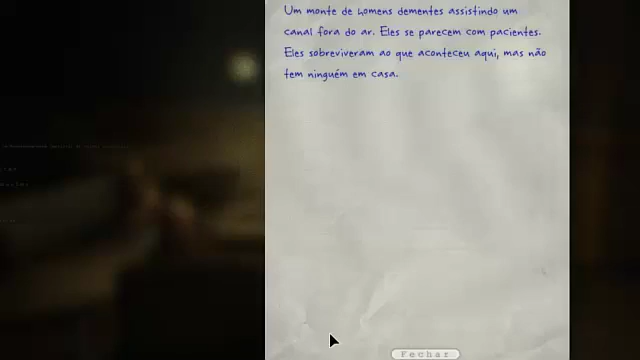 Um monte de homens dementes assistindo um
canal fora do ar. Eles se parecem com pacientes.
Eles sobreviveram ao que aconteceu aqui, mas não
tem ninguém em casa.
Fechar